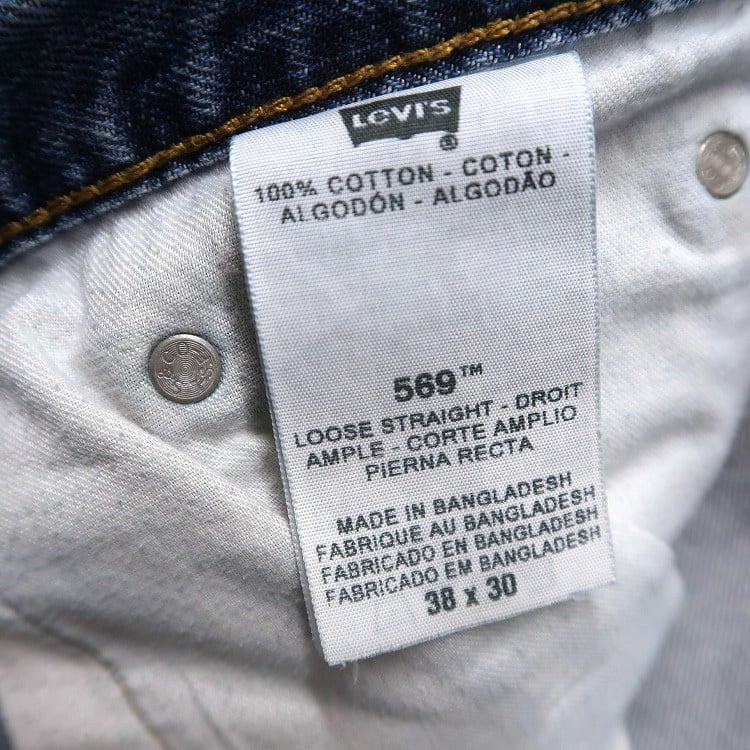 LEVI'S
®
100% COTTON - COTON -
ALGODÓN - ALGODÃO
569™
LOOSE STRAIGHT - DROIT
AMPLE - CORTE AMPLIO
PIERNA RECTA
MADE IN BANGLADESH
FABRIQUE AU BANGLADESH
FABRICADO EN BANGLADESH
FABRICADO EM BANGLADESH
38 x 30